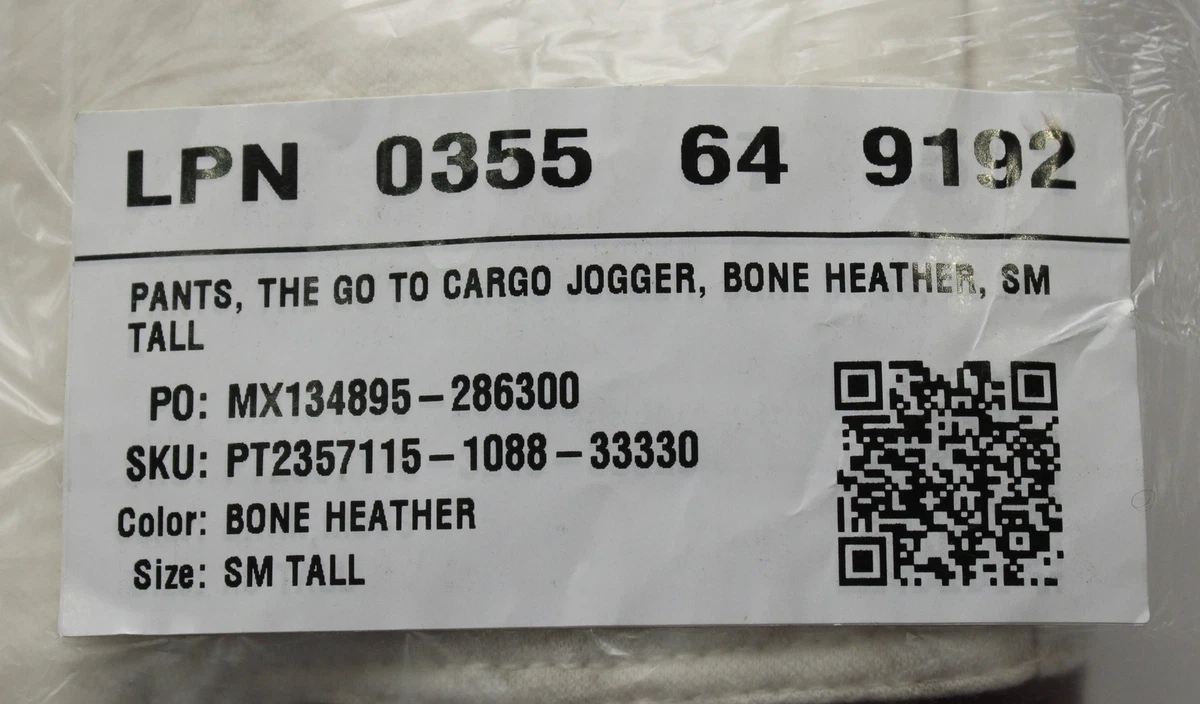 LPN 0355 64 9192
PANTS, THE GO TO CARGO JOGGER, BONE HEATHER, SM
TALL
PO: MX134895-286300
SKU: PT2357115-1088-33330
Color: BONE HEATHER
Size: SM TALL